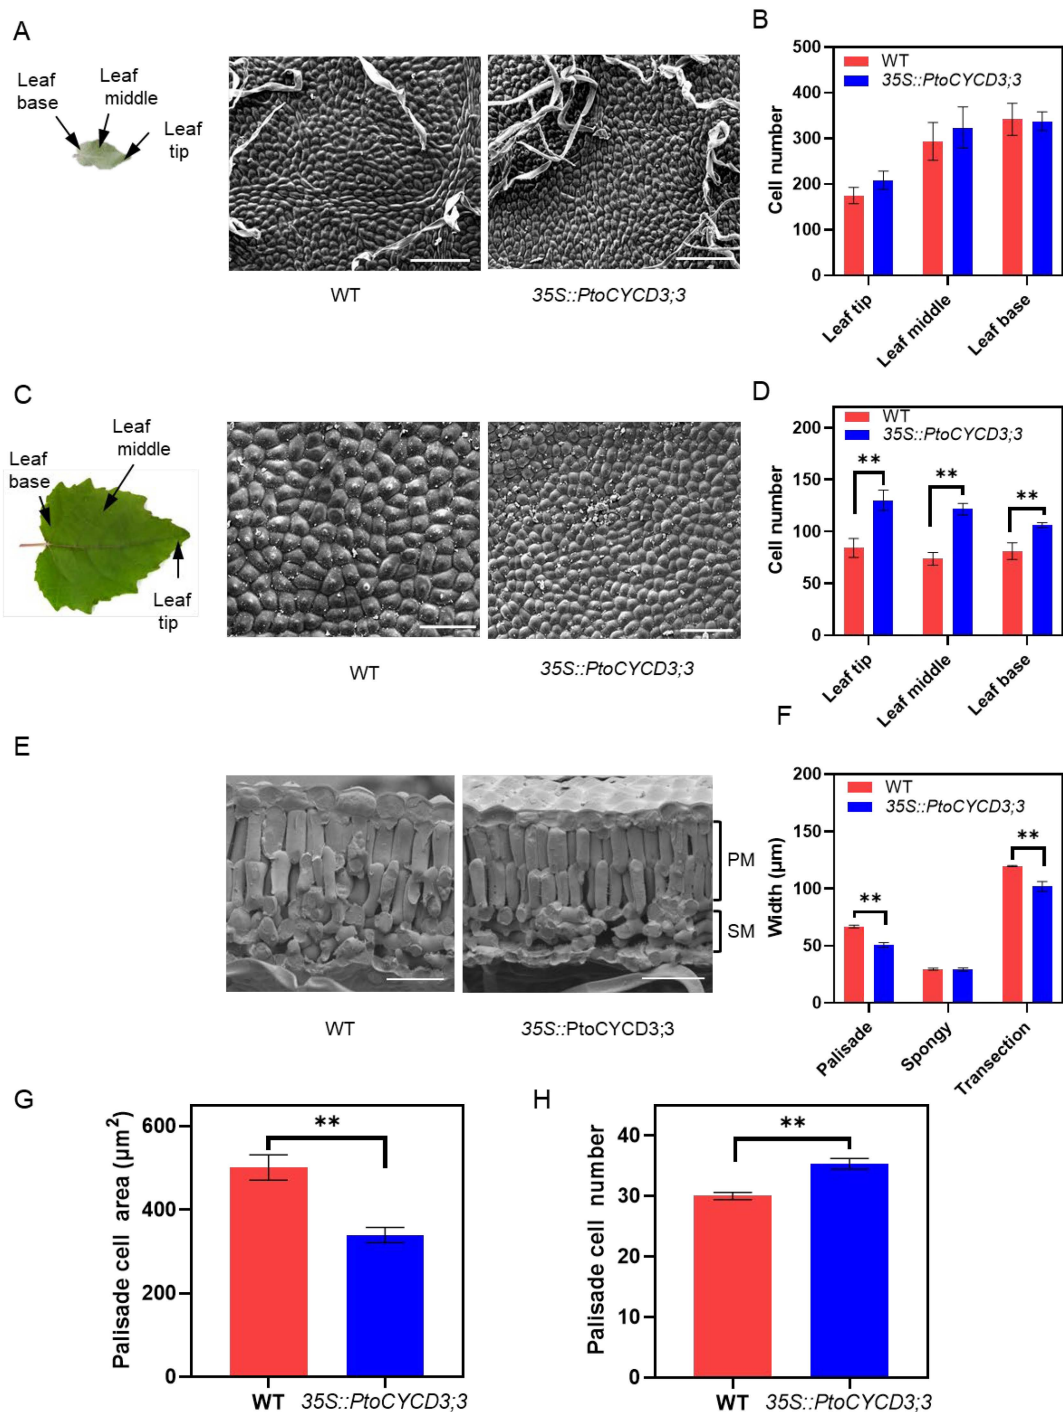 A
Leaf
base
Leaf
middle
Leaf
tip
WT
35S::PtoCYCD3;3
B
500
400
300
200
100
0
Cell number
WT
35S::PtoCYCD3;3
Leaf tip
Leaf middle
Leaf base
C
Leaf
base
Leaf
middle
Leaf
tip
WT
35S::PtoCYCD3;3
D
200
150
100
50
0
Cell number
WT
35S::PtoCYCD3;3
**
**
**
Leaf tip
Leaf middle
Leaf base
E
PM
SM
WT
35S::PtoCYCD3;3
F
200
150
100
50
0
Width (µm)
WT
35S::PtoCYCD3;3
**
**
Palisade
Spongy
Transection
G
600
400
200
0
Palisade cell area (µm²)
**
WT
35S::PtoCYCD3;3
H
40
30
20
10
0
Palisade cell number
**
WT
35S::PtoCYCD3;3